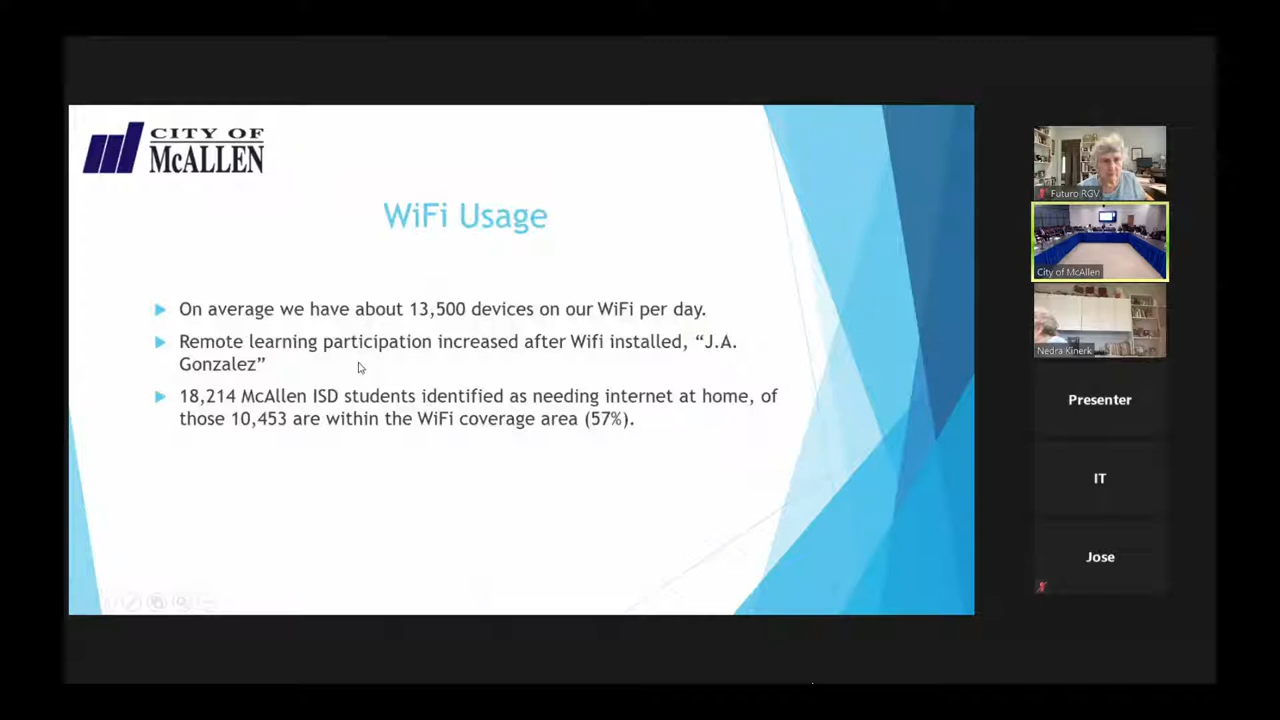 CITY OF
McALLEN
WiFi Usage
On average we have about 13,500 devices on our WiFi per day.
Remote learning participation increased after Wifi installed, “J.A.
Gonzalez”
18,214 McAllen ISD students identified as needing internet at home, of
those 10,453 are within the WiFi coverage area (57%).
Futuro RGV
City of McAllen
Nedra Kinerk
Presenter
IT
Jose